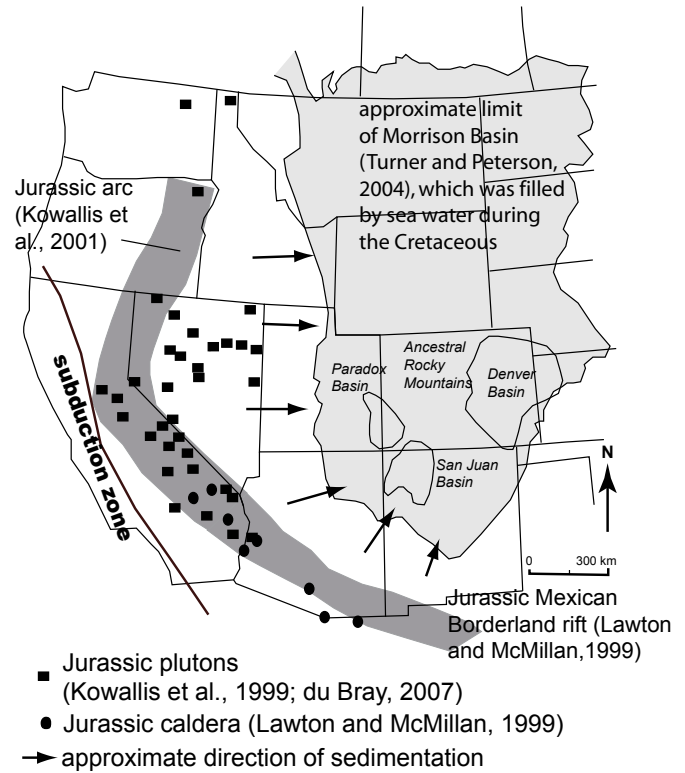 approximate limit
of Morrison Basin
(Turner and Peterson,
2004), which was filled
by sea water during
the Cretaceous
Jurassic arc
(Kowallis et
al., 2001)
subduction zone
Paradox
Basin
Ancestral
Rocky
Mountains
Denver
Basin
San Juan
Basin
N
0 300 km
Jurassic Mexican
Borderland rift (Lawton
and McMillan,1999)
Jurassic plutons
(Kowallis et al., 1999; du Bray, 2007)
Jurassic caldera (Lawton and McMillan, 1999)
approximate direction of sedimentation